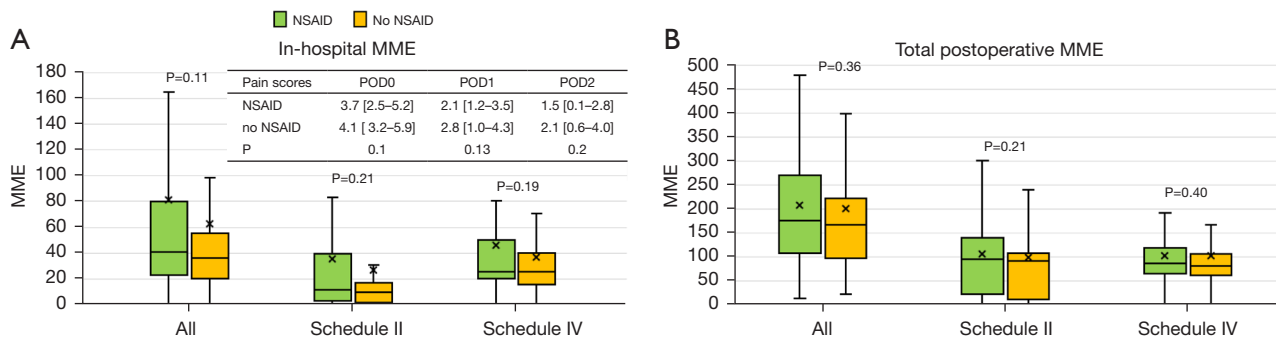 NSAID No NSAID
A
In-hospital MME
MME
180
160
140
120
100
80
60
40
20
0
P=0.11
Pain scores POD0 POD1 POD2
NSAID 3.7 [2.5–5.2] 2.1 [1.2–3.5] 1.5 [0.1–2.8]
no NSAID 4.1 [ 3.2–5.9] 2.8 [1.0–4.3] 2.1 [0.6–4.0]
P 0.1 0.13 0.2
P=0.21
P=0.19
All Schedule II Schedule IV
B
Total postoperative MME
MME
500
450
400
350
300
250
200
150
100
50
0
P=0.36
P=0.21
P=0.40
All Schedule II Schedule IV